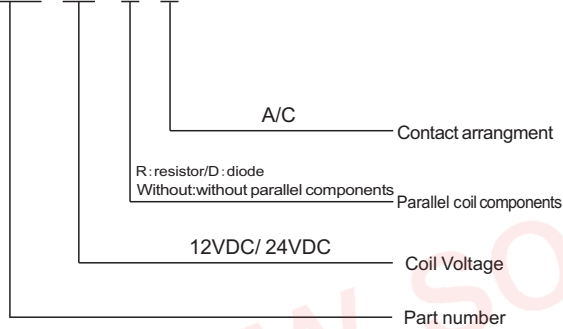 A/C
Contact arrangment
R:resistor/D:diode
Without:without parallel components
Parallel coil components
12VDC/ 24VDC
Coil Voltage
Part number